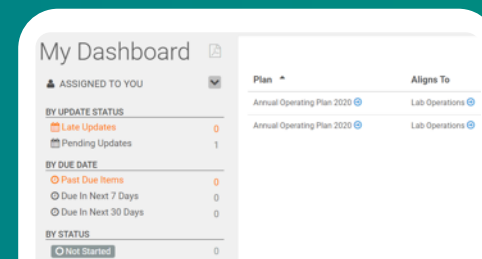 My Dashboard
ASSIGNED TO YOU
BY UPDATE STATUS
Late Updates 0
Pending Updates 1
BY DUE DATE
Past Due Items 0
Due In Next 7 Days 0
Due In Next 30 Days 0
BY STATUS
Not Started 0
Plan Aligns To
Annual Operating Plan 2020 Lab Operations
Annual Operating Plan 2020 Lab Operations